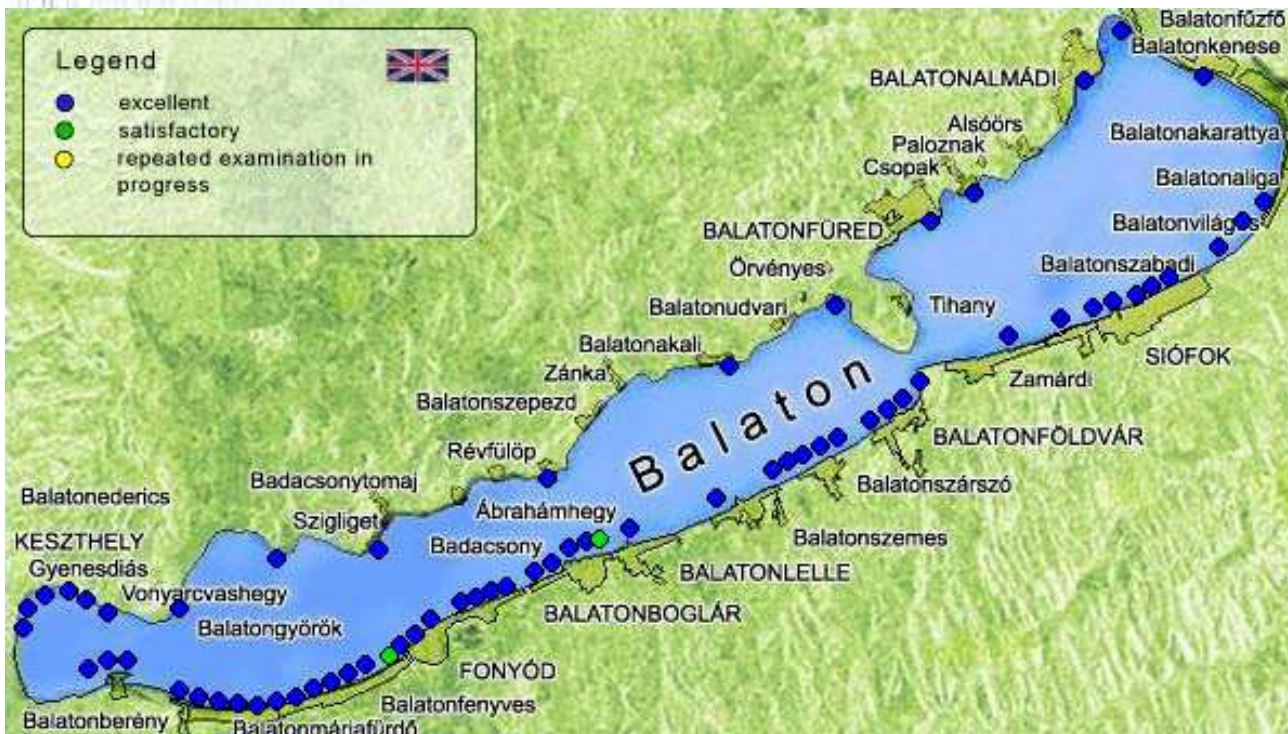 Legend
excellent
satisfactory
repeated examination in
progress
Balatonfűzfő
Balatonkenese
BALATONALMÁDI
Alsóörs
Paloznak
Csopak
Balatonakarattya
Balatonaliga
Balatonvilágos
BALATONFÜRED
Balatonszabadi
Örvényes
Tihany
Balatonudvari
SIÓFOK
Balatonakali
Zánka
Zamárdi
Balatonszepezd
Balaton
BALATONFÖLDVÁR
Révfülöp
Badacsonytomaj
Balatonszárszó
Balatonederics
Szigliget
Ábrahámhegy
Balatonszemes
KESZTHELY
Badacsony
Gyenesdiás
BALATONLELLE
Vonyarcvashegy
BALATONBOGLÁR
Balatongyörök
FONYÓD
Balatonfenyves
Balatonberény
Balatonmáriafürdő